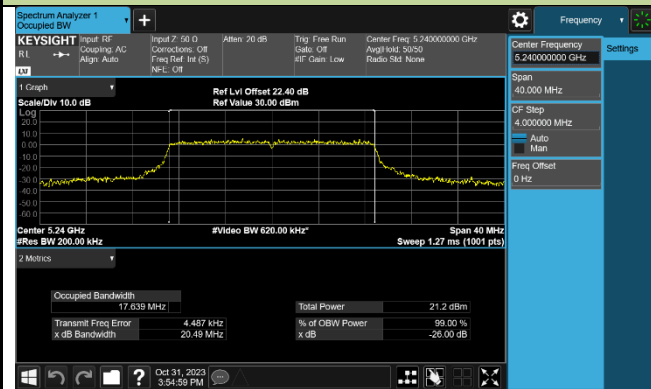 Spectrum Analyzer 1
Occupied BW
Frequency
KEYSIGHT
RL
LXI
Input: RF
Coupling: AC
Align: Auto
Input Z: 50 Ω
Corrections: Off
Freq Ref: Int (S)
NFE: Off
Atten: 20 dB
Trig: Free Run
Gate: Off
#IF Gain: Low
Center Freq: 5.240000000 GHz
Avg|Hold: 50/50
Radio Std: None
Center Frequency
5.240000000 GHz
Settings
Span
40.000 MHz
CF Step
4.000000 MHz
Auto
Man
Freq Offset
0 Hz
1 Graph
Scale/Div 10.0 dB
Ref Lvl Offset 22.40 dB
Ref Value 30.00 dBm
Log
20.0
10.0
0.00
-10.0
-20.0
-30.0
-40.0
-50.0
-60.0
Center 5.24 GHz
#Res BW 200.00 kHz
#Video BW 620.00 kHz*
Span 40 MHz
Sweep 1.27 ms (1001 pts)
2 Metrics
Occupied Bandwidth
17.639 MHz
Total Power 21.2 dBm
Transmit Freq Error 4.487 kHz
% of OBW Power 99.00 %
x dB Bandwidth 20.49 MHz
x dB -26.00 dB
?
Oct 31, 2023
3:54:59 PM